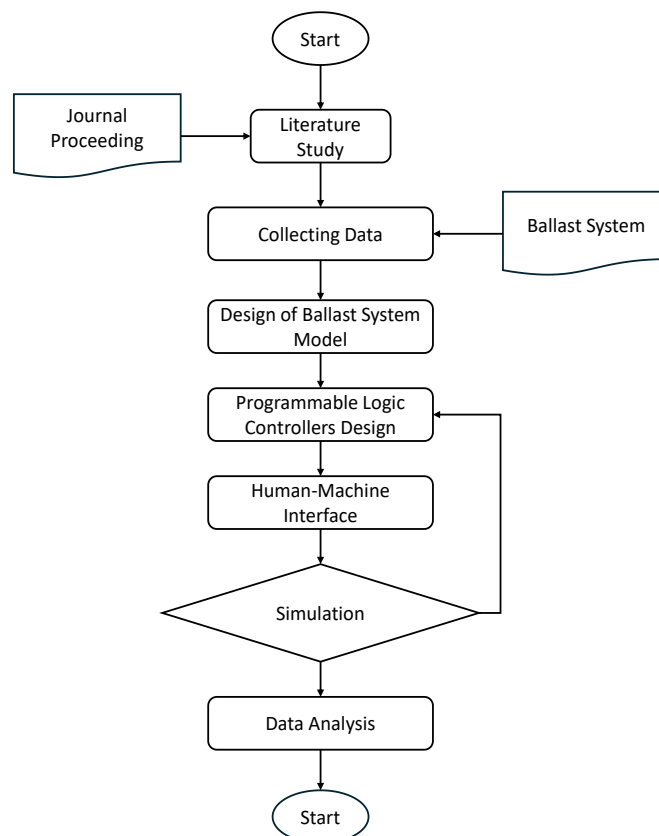 Start
Journal
Proceeding
Literature
Study
Collecting Data
Ballast System
Design of Ballast System
Model
Programmable Logic
Controllers Design
Human-Machine
Interface
Simulation
Data Analysis
Start